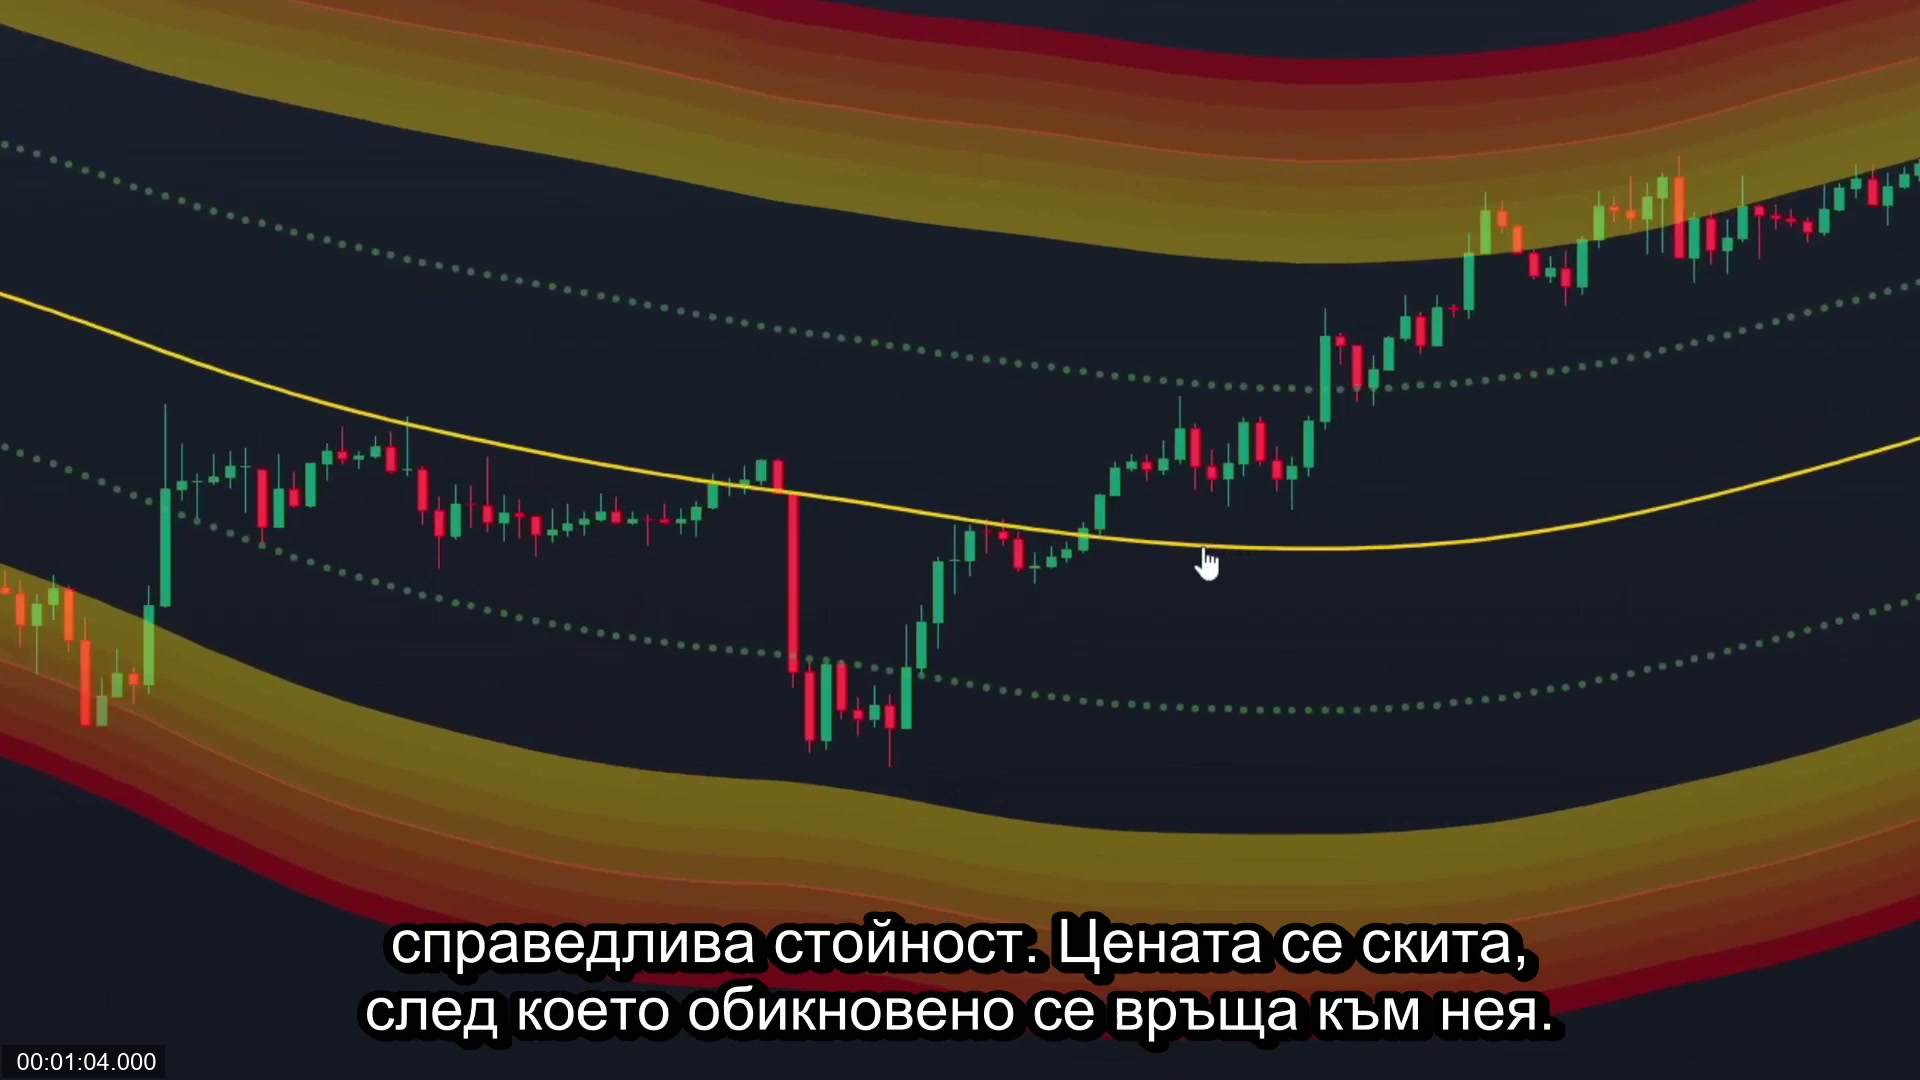 справедлива стойност. Цената се скита,
след което обикновено се връща към нея.
00:01:04.000